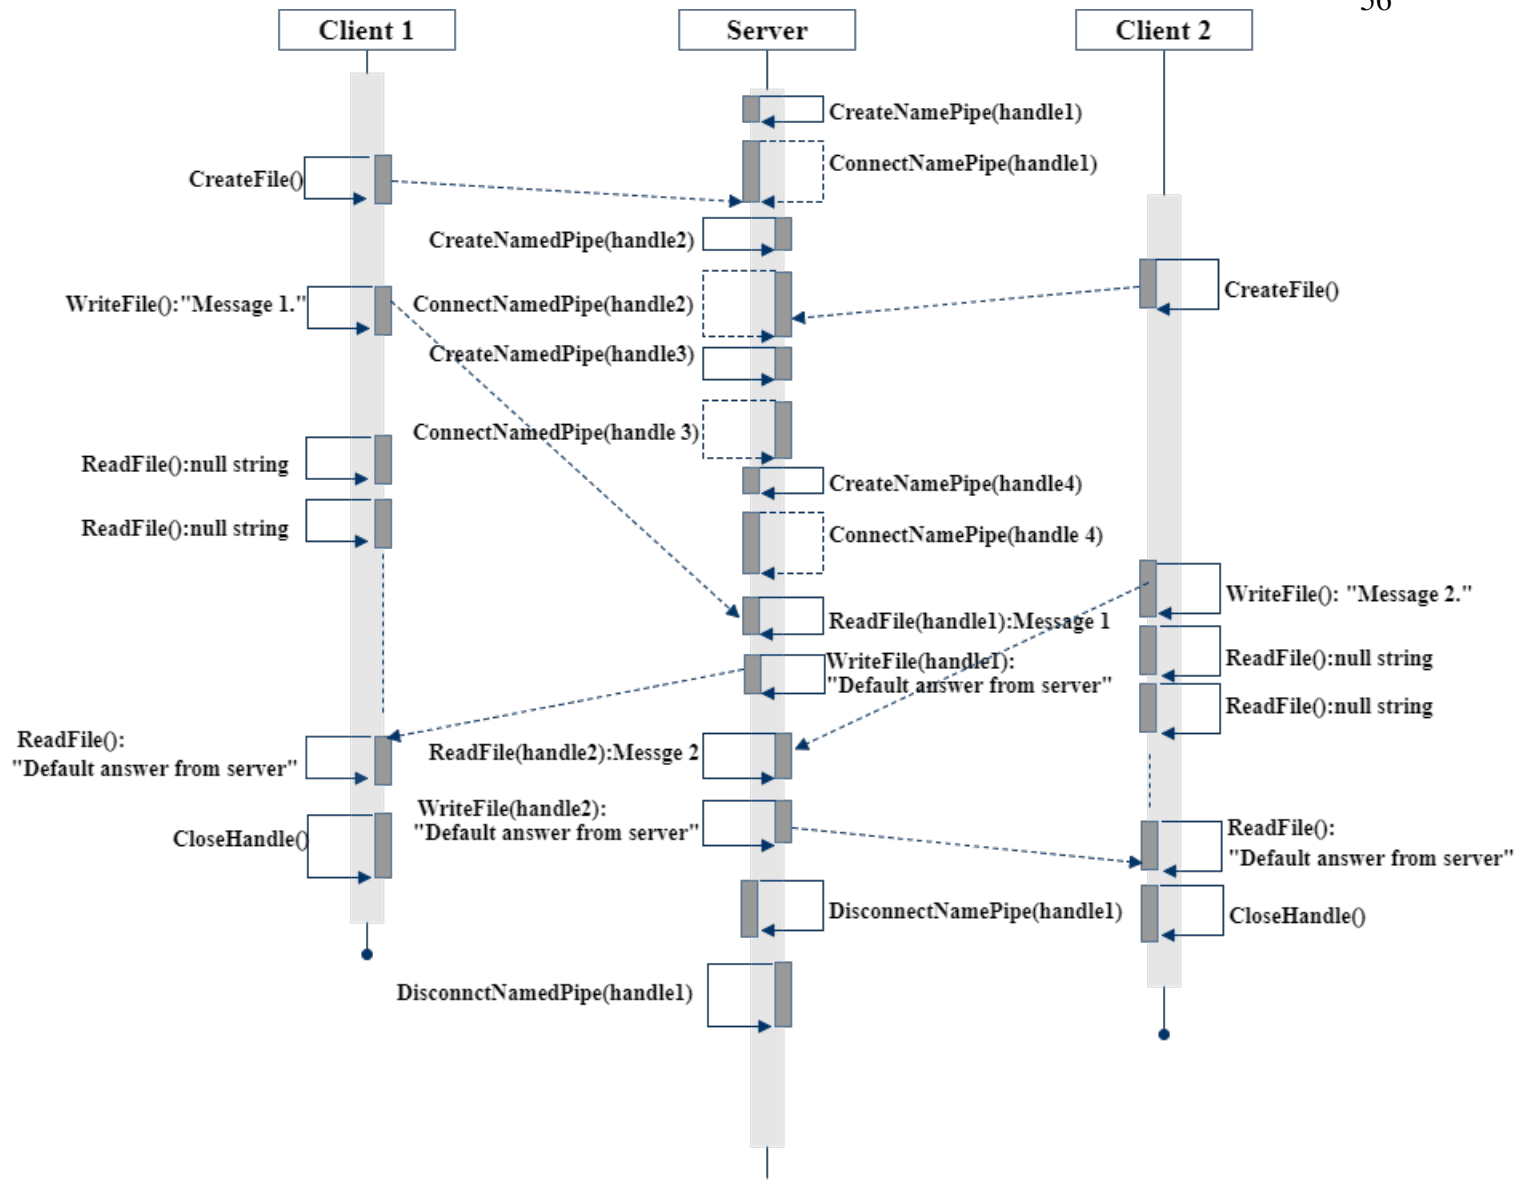 56
Client 1
Server
Client 2
CreateNamePipe(handle1)
ConnectNamePipe(handle1)
CreateFile()
CreateNamedPipe(handle2)
CreateFile()
WriteFile():"Message 1."
ConnectNamedPipe(handle2)
CreateNamedPipe(handle3)
ConnectNamedPipe(handle 3)
ReadFile():null string
CreateNamePipe(handle4)
ReadFile():null string
ConnectNamePipe(handle 4)
WriteFile(): "Message 2."
ReadFile(handle1):Message 1
ReadFile():null string
WriteFile(handle1):
"Default answer from server"
ReadFile():null string
ReadFile():
"Default answer from server"
ReadFile(handle2):Messge 2
WriteFile(handle2):
"Default answer from server"
ReadFile():
"Default answer from server"
CloseHandle()
DisconnectNamePipe(handle1)
CloseHandle()
DisconnctNamedPipe(handle1)